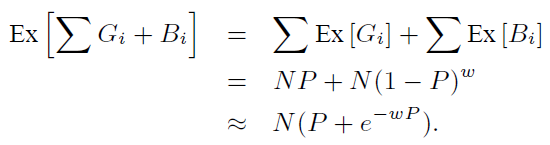 Ex[∑ G_i + B_i] = ∑ Ex [G_i] + ∑ Ex [B_i]
= NP + N(1 − P)^w
≈ N(P + e^{−wP}).